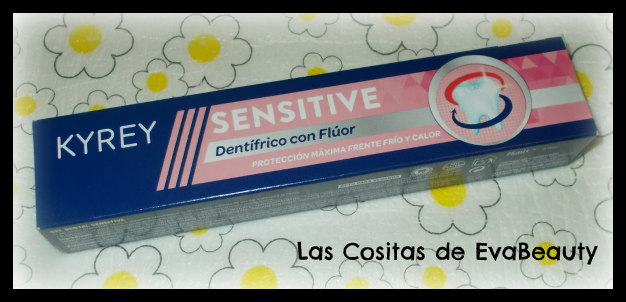 KYREY
SENSITIVE
Dentífrico con Flúor
PROTECCIÓN MÁXIMA FRENTE FRÍO Y CALOR
Las Cositas de EvaBeauty